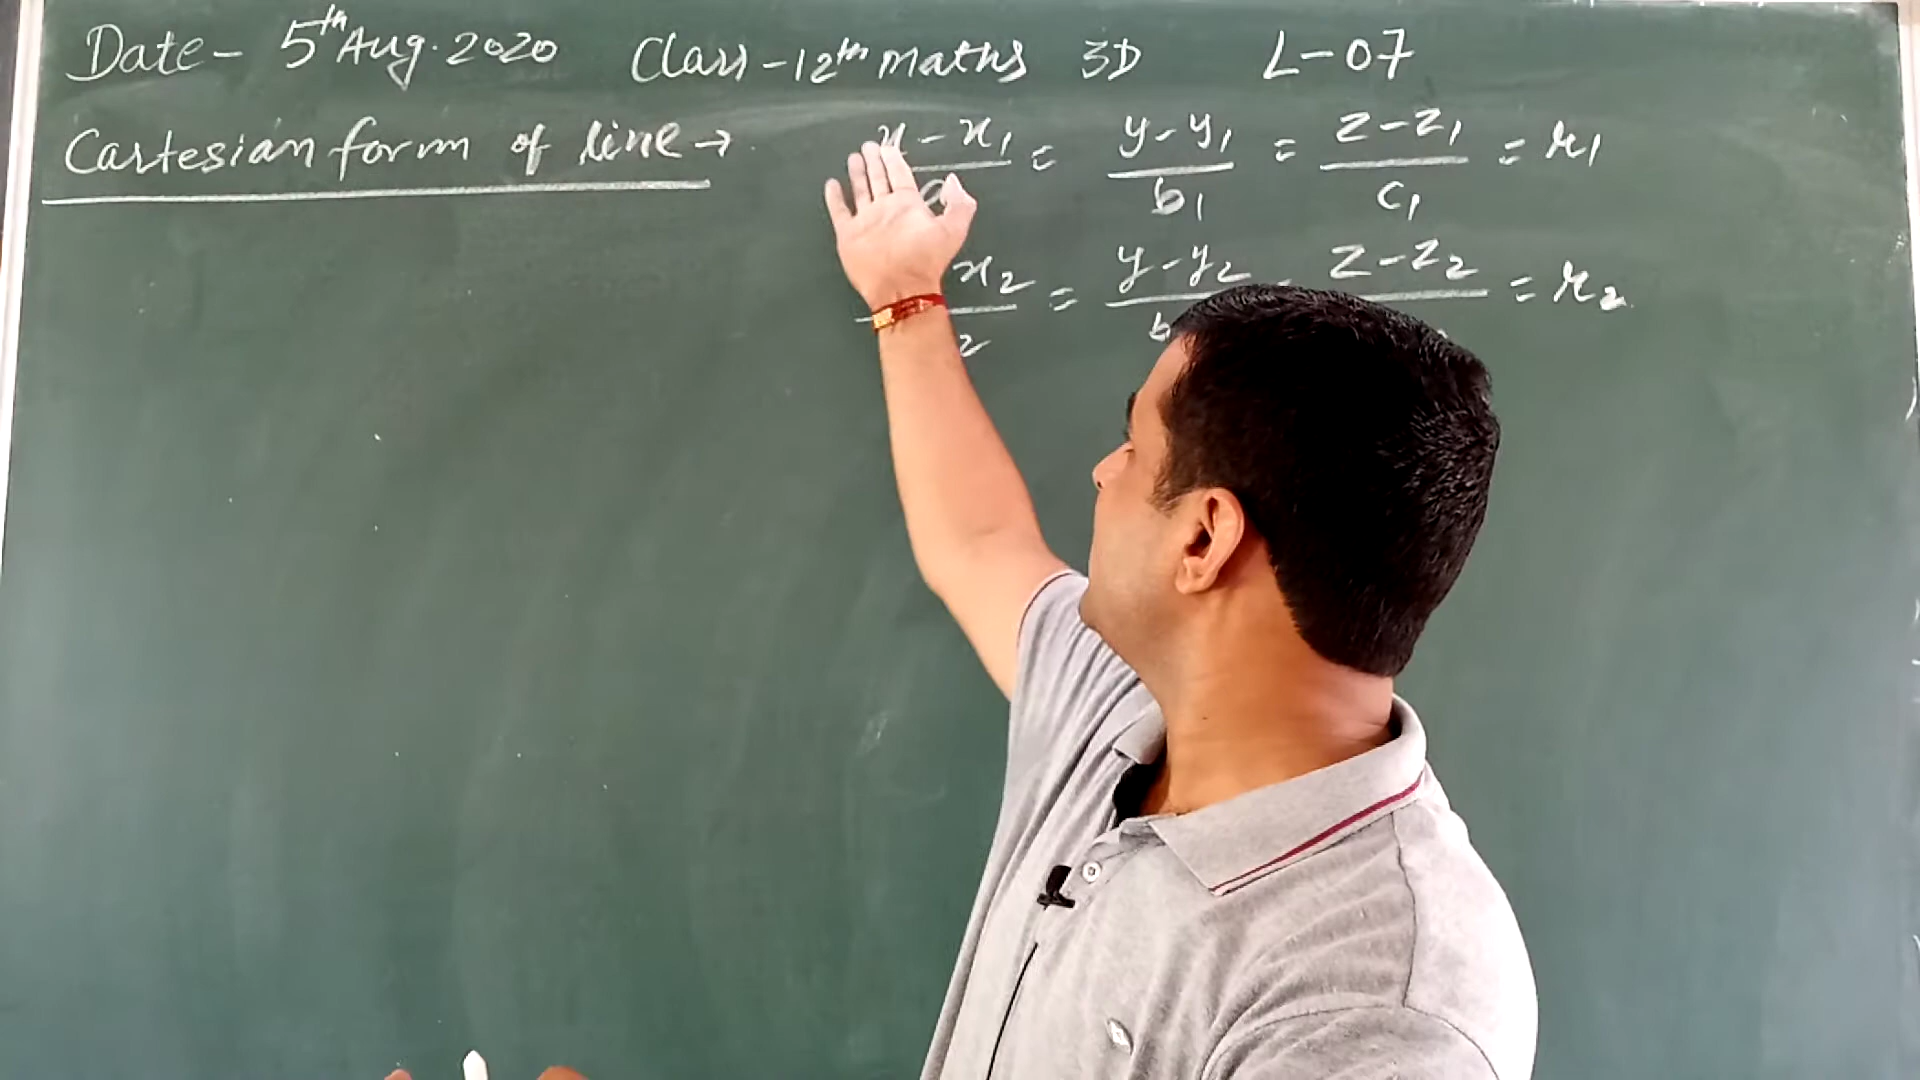 Date- 5th Aug. 2020 Class-12th maths 3D L-07
Cartesian form of line →
x-x1 = y-y1 = z-z1 = r1
b1 c1
x2 = y-y2 z-z2 = r2
2 b